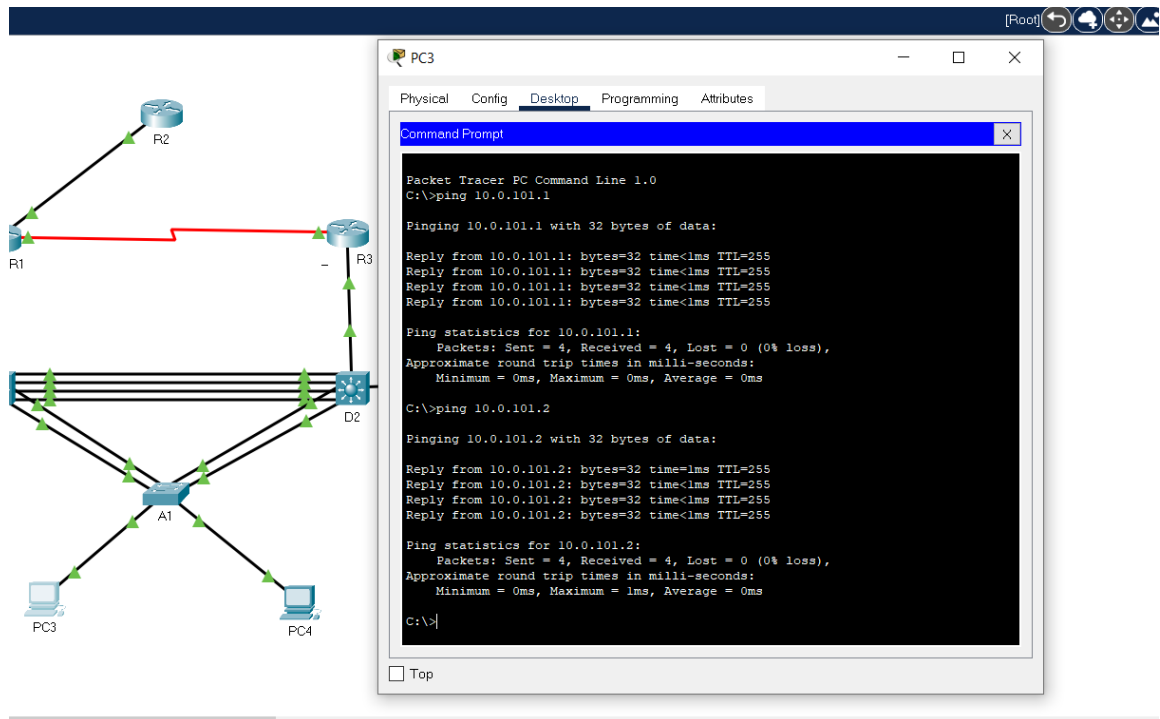 [Root]
R2
R1
R3
D2
A1
PC3
PC4
PC3
Physical Config Desktop Programming Attributes
Command Prompt
X
Packet Tracer PC Command Line 1.0
C:\>ping 10.0.101.1
Pinging 10.0.101.1 with 32 bytes of data:
Reply from 10.0.101.1: bytes=32 time<1ms TTL=255
Reply from 10.0.101.1: bytes=32 time<1ms TTL=255
Reply from 10.0.101.1: bytes=32 time<1ms TTL=255
Reply from 10.0.101.1: bytes=32 time<1ms TTL=255
Ping statistics for 10.0.101.1:
Packets: Sent = 4, Received = 4, Lost = 0 (0% loss),
Approximate round trip times in milli-seconds:
Minimum = 0ms, Maximum = 0ms, Average = 0ms
C:\>ping 10.0.101.2
Pinging 10.0.101.2 with 32 bytes of data:
Reply from 10.0.101.2: bytes=32 time=1ms TTL=255
Reply from 10.0.101.2: bytes=32 time<1ms TTL=255
Reply from 10.0.101.2: bytes=32 time<1ms TTL=255
Reply from 10.0.101.2: bytes=32 time<1ms TTL=255
Ping statistics for 10.0.101.2:
Packets: Sent = 4, Received = 4, Lost = 0 (0% loss),
Approximate round trip times in milli-seconds:
Minimum = 0ms, Maximum = 1ms, Average = 0ms
C:\>
Top